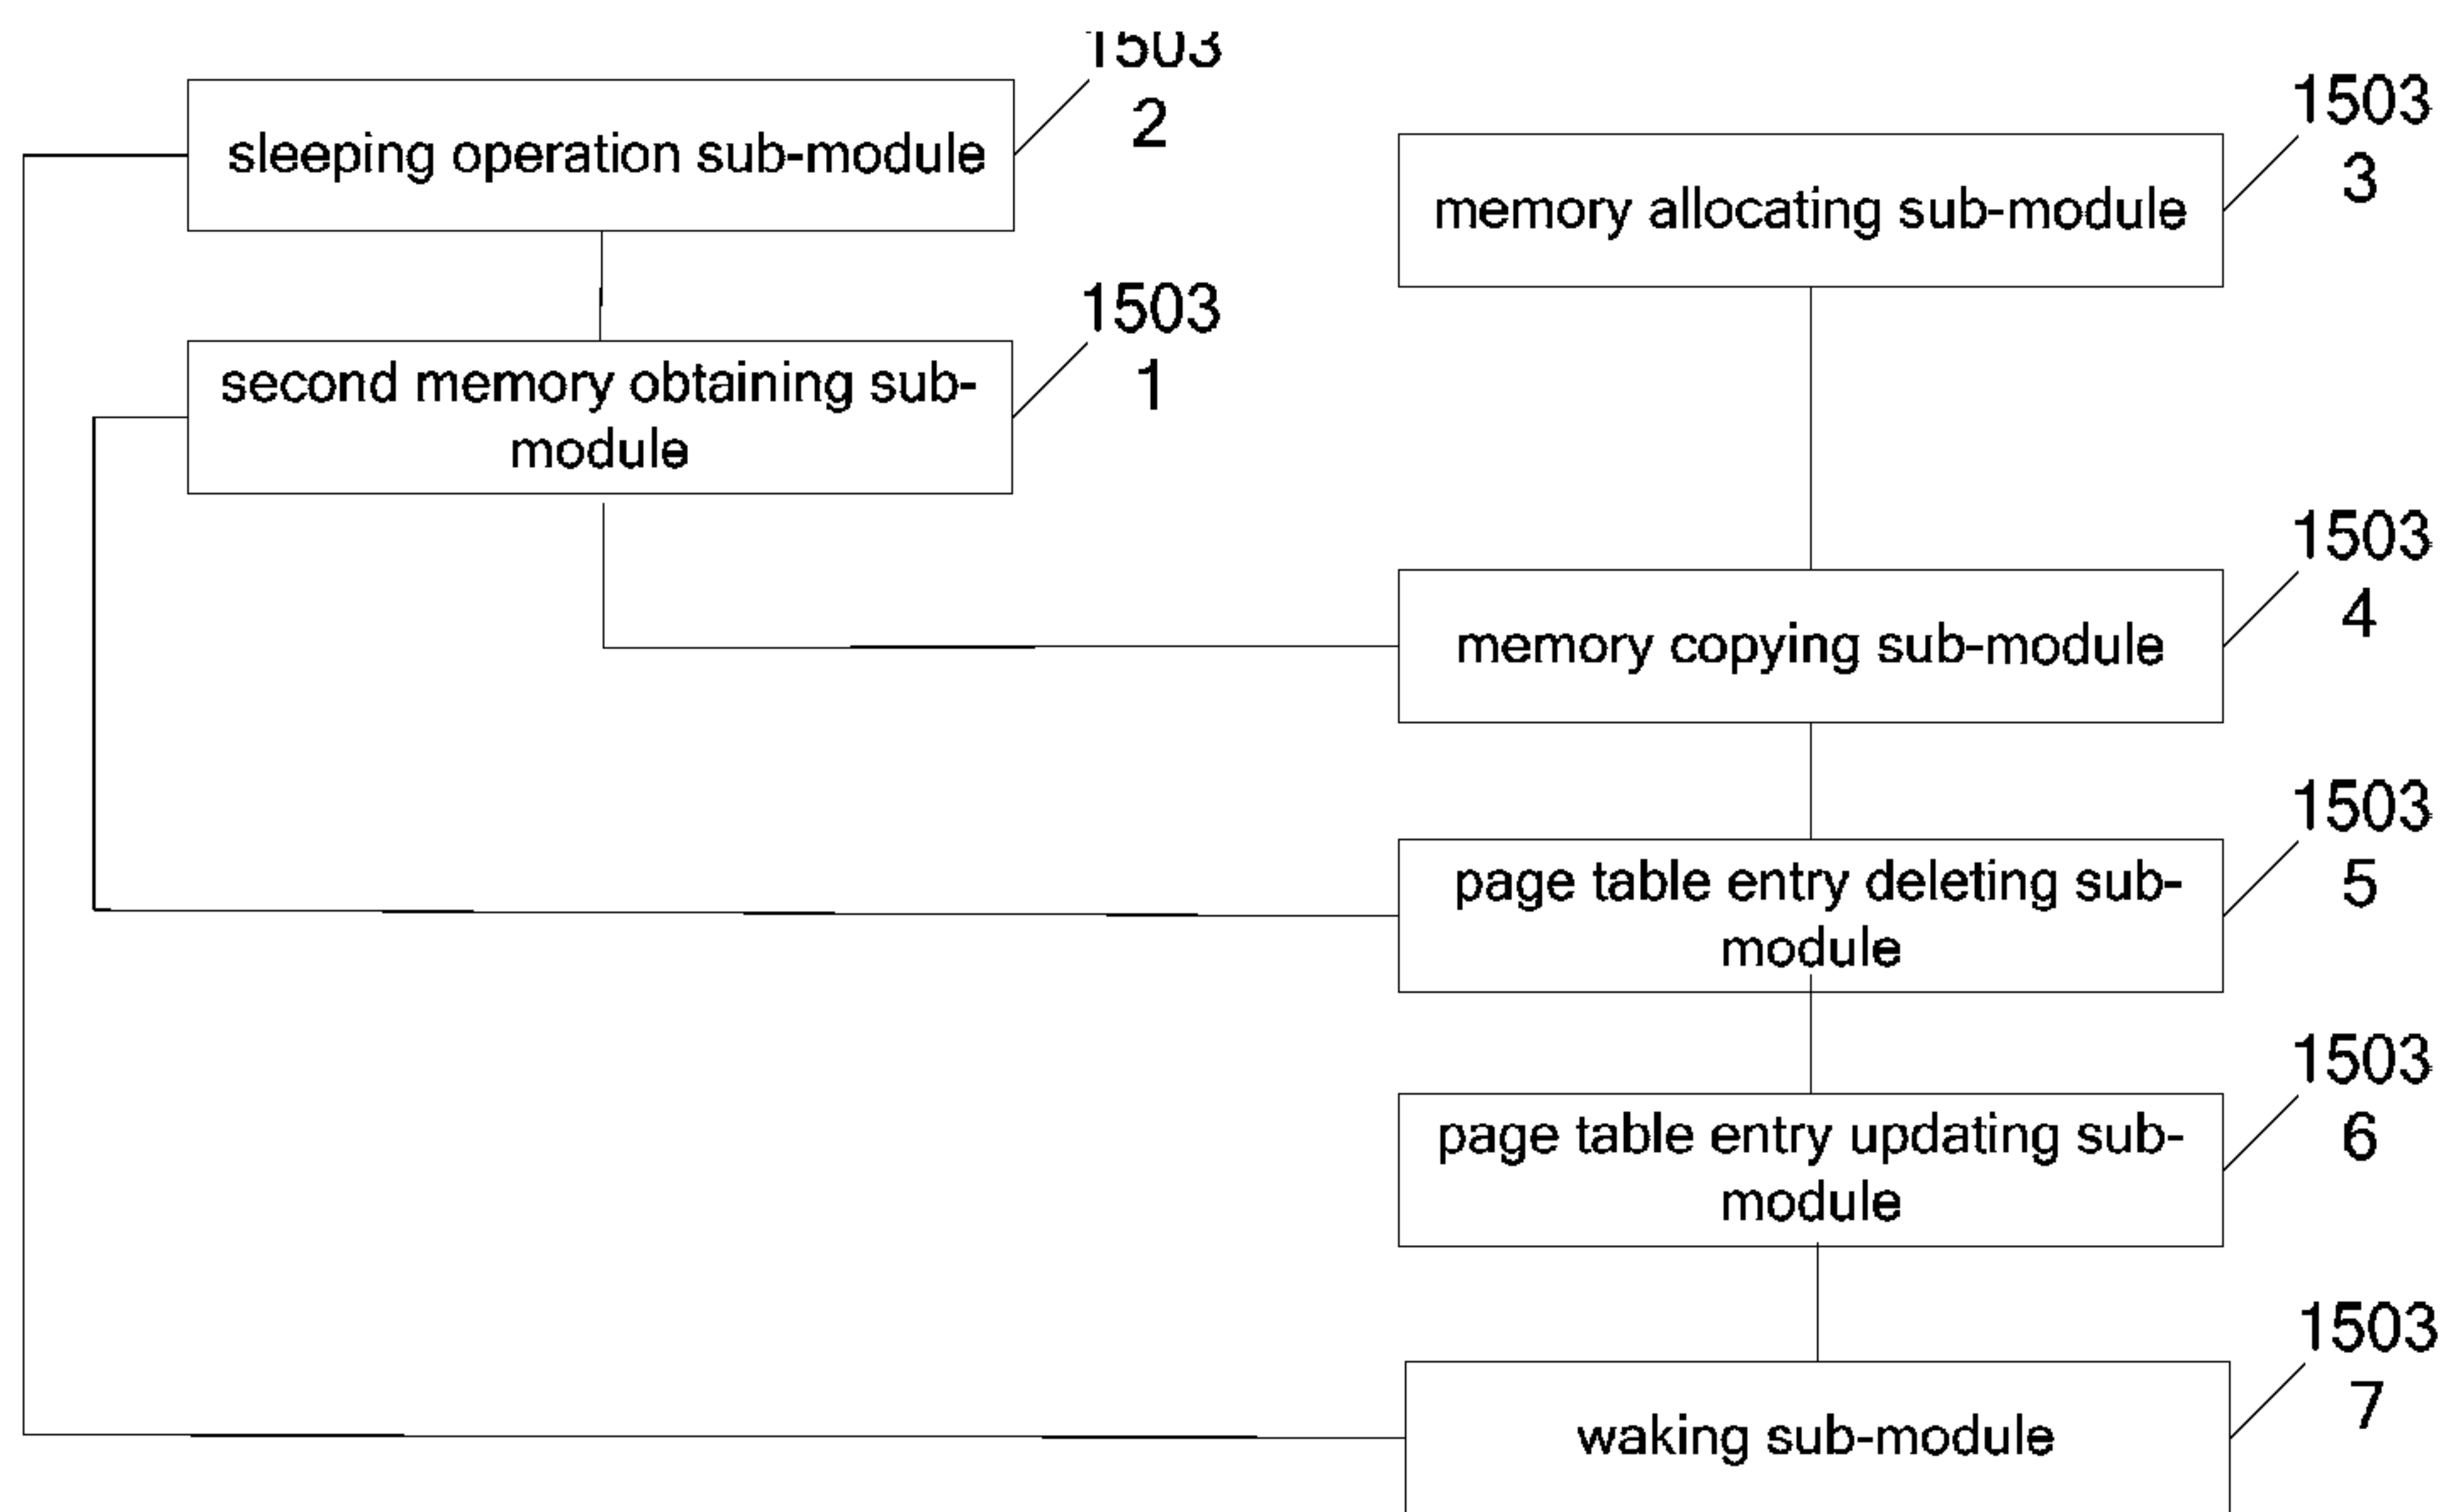 1503
2
sleeping operation sub-module
1503
3
memory allocating sub-module
1503
1
second memory obtaining sub-
module
1503
4
memory copying sub-module
1503
5
page table entry deleting sub-
module
1503
6
page table entry updating sub-
module
1503
7
waking sub-module